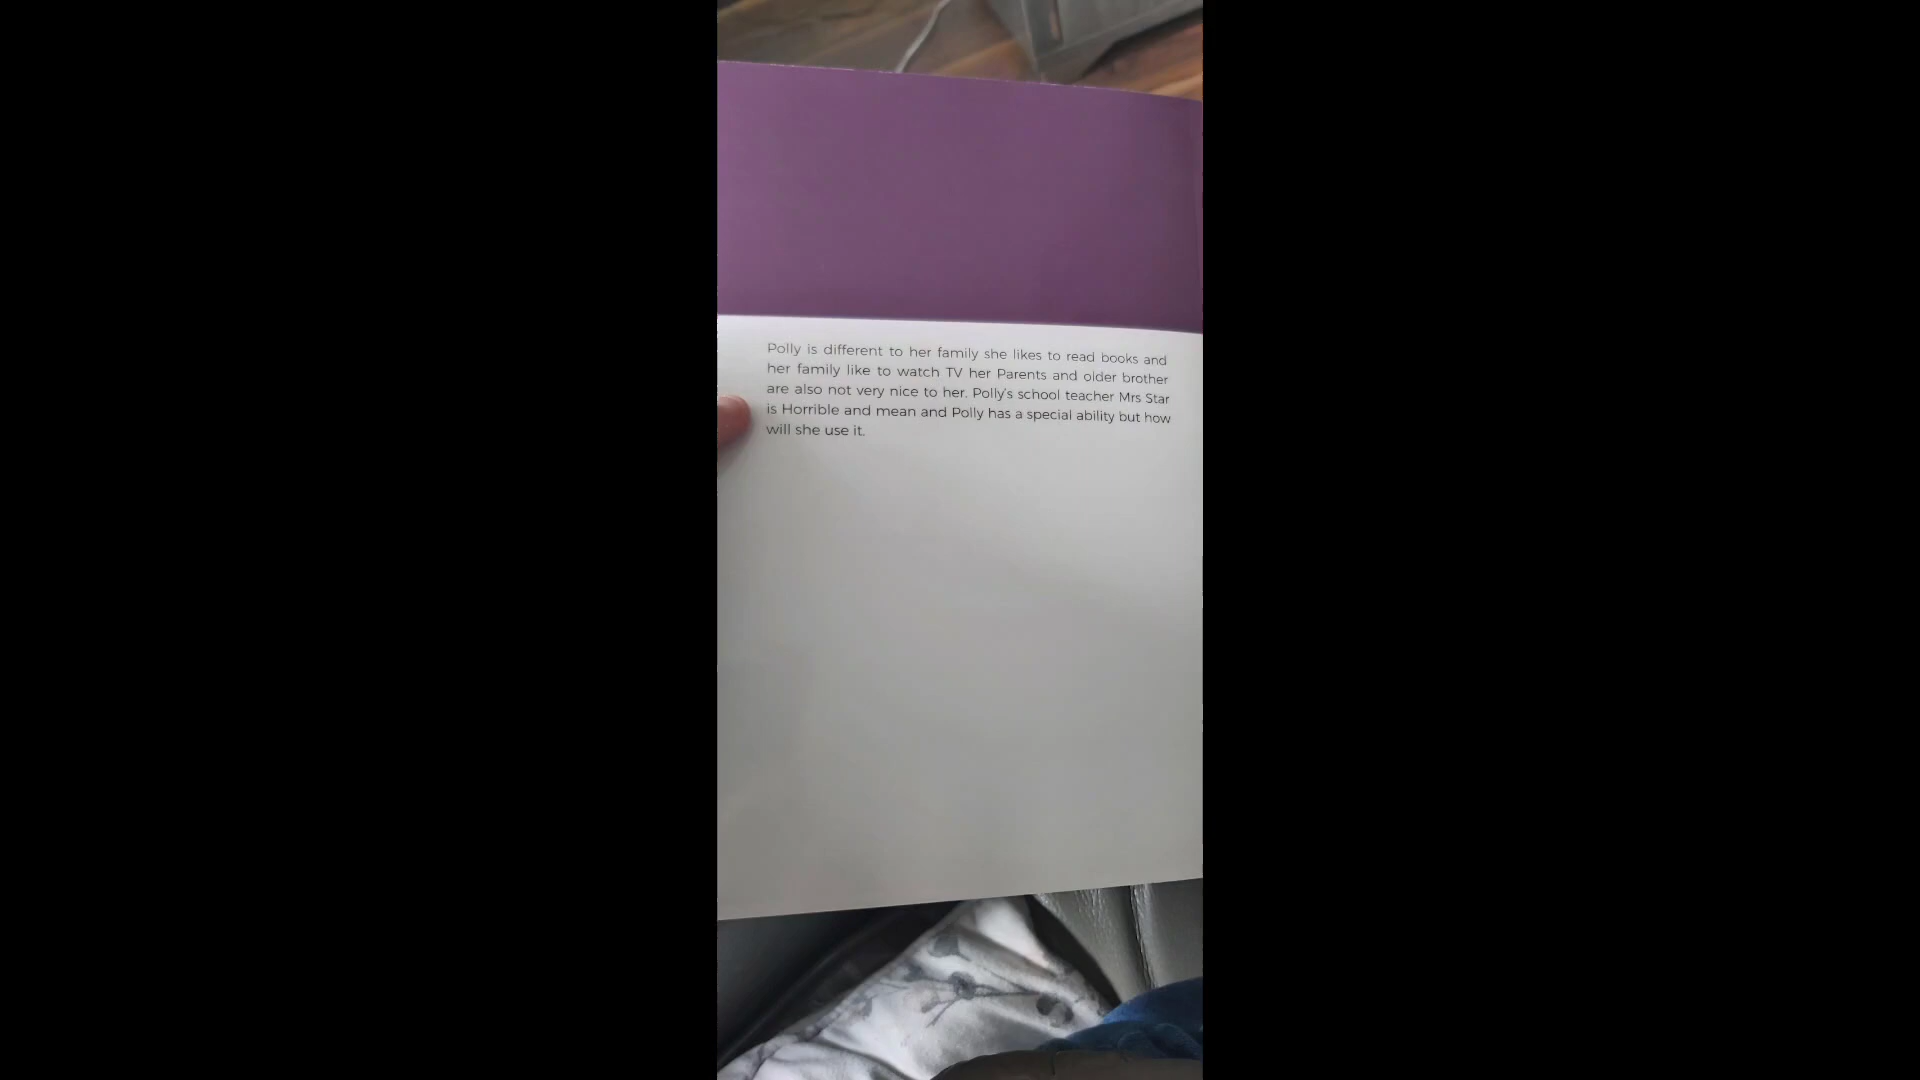 Polly is different to her family she likes to read books and
her family like to watch TV her Parents and older brother
are also not very nice to her. Polly's school teacher Mrs Star
is Horrible and mean and Polly has a special ability but how
will she use it.